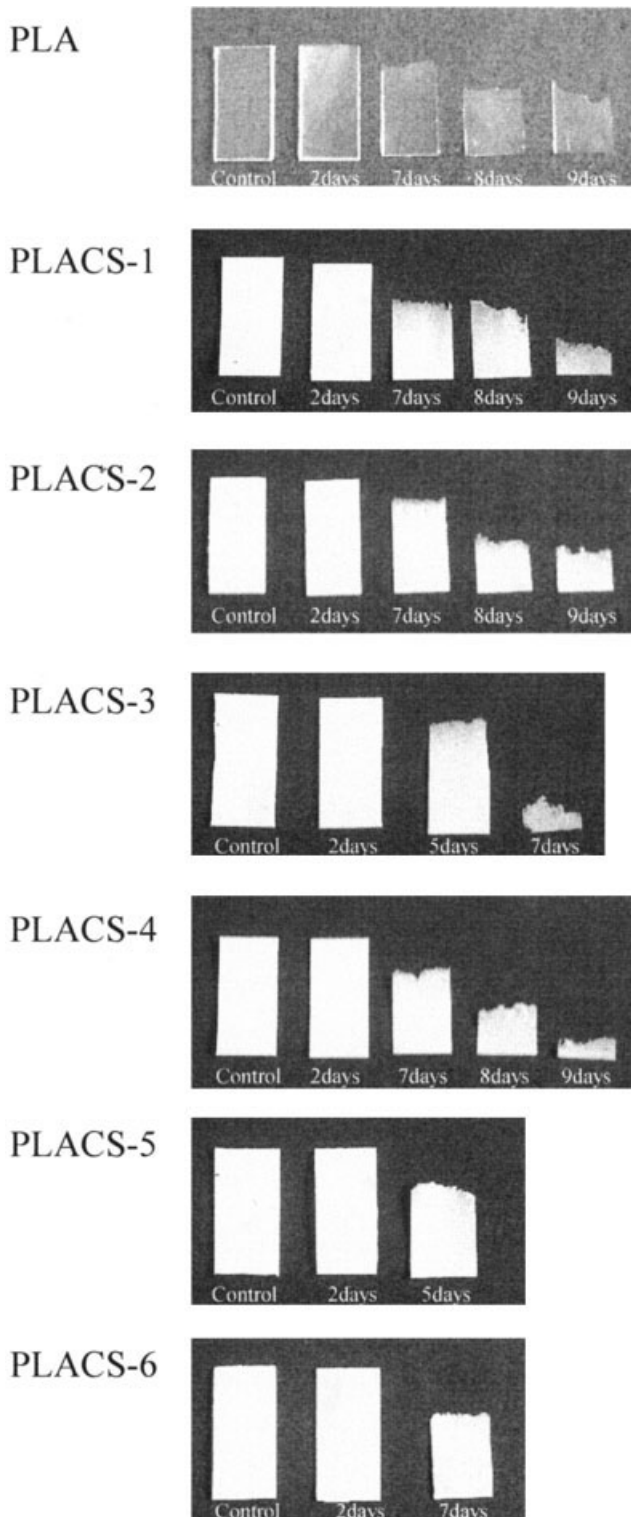 PLA
Control 2days 7days 8days 9days
PLACS-1
Control 2days 7days 8days 9days
PLACS-2
Control 2days 7days 8days 9days
PLACS-3
Control 2days 5days 7days
PLACS-4
Control 2days 7days 8days 9days
PLACS-5
Control 2days 5days
PLACS-6
Control 2days 7days